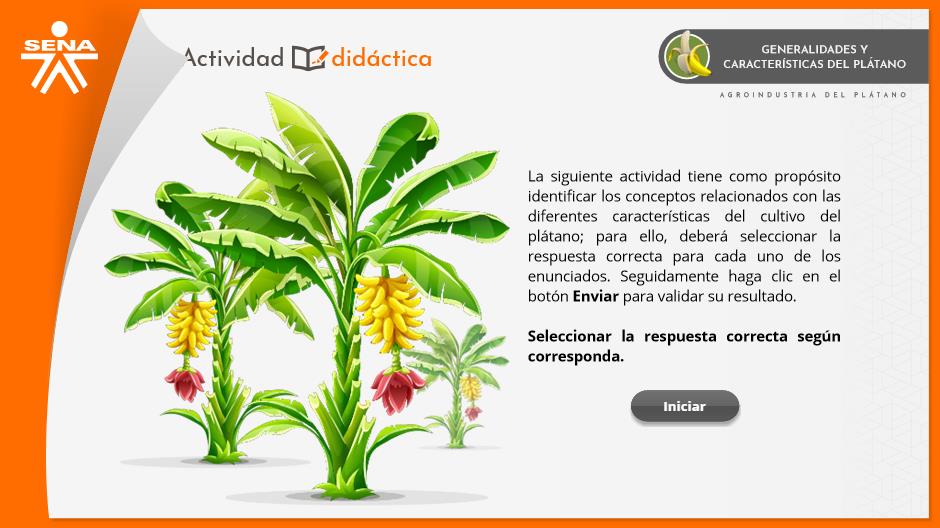 SENA
Actividad didáctica
GENERALIDADES Y
CARACTERÍSTICAS DEL PLÁTANO
AGROINDUSTRIA DEL PLÁTANO
La siguiente actividad tiene como propósito
identificar los conceptos relacionados con las
diferentes características del cultivo del
plátano; para ello, deberá seleccionar la
respuesta correcta para cada uno de los
enunciados. Seguidamente haga clic en el
botón Enviar para validar su resultado.
Seleccionar la respuesta correcta según
corresponda.
Iniciar